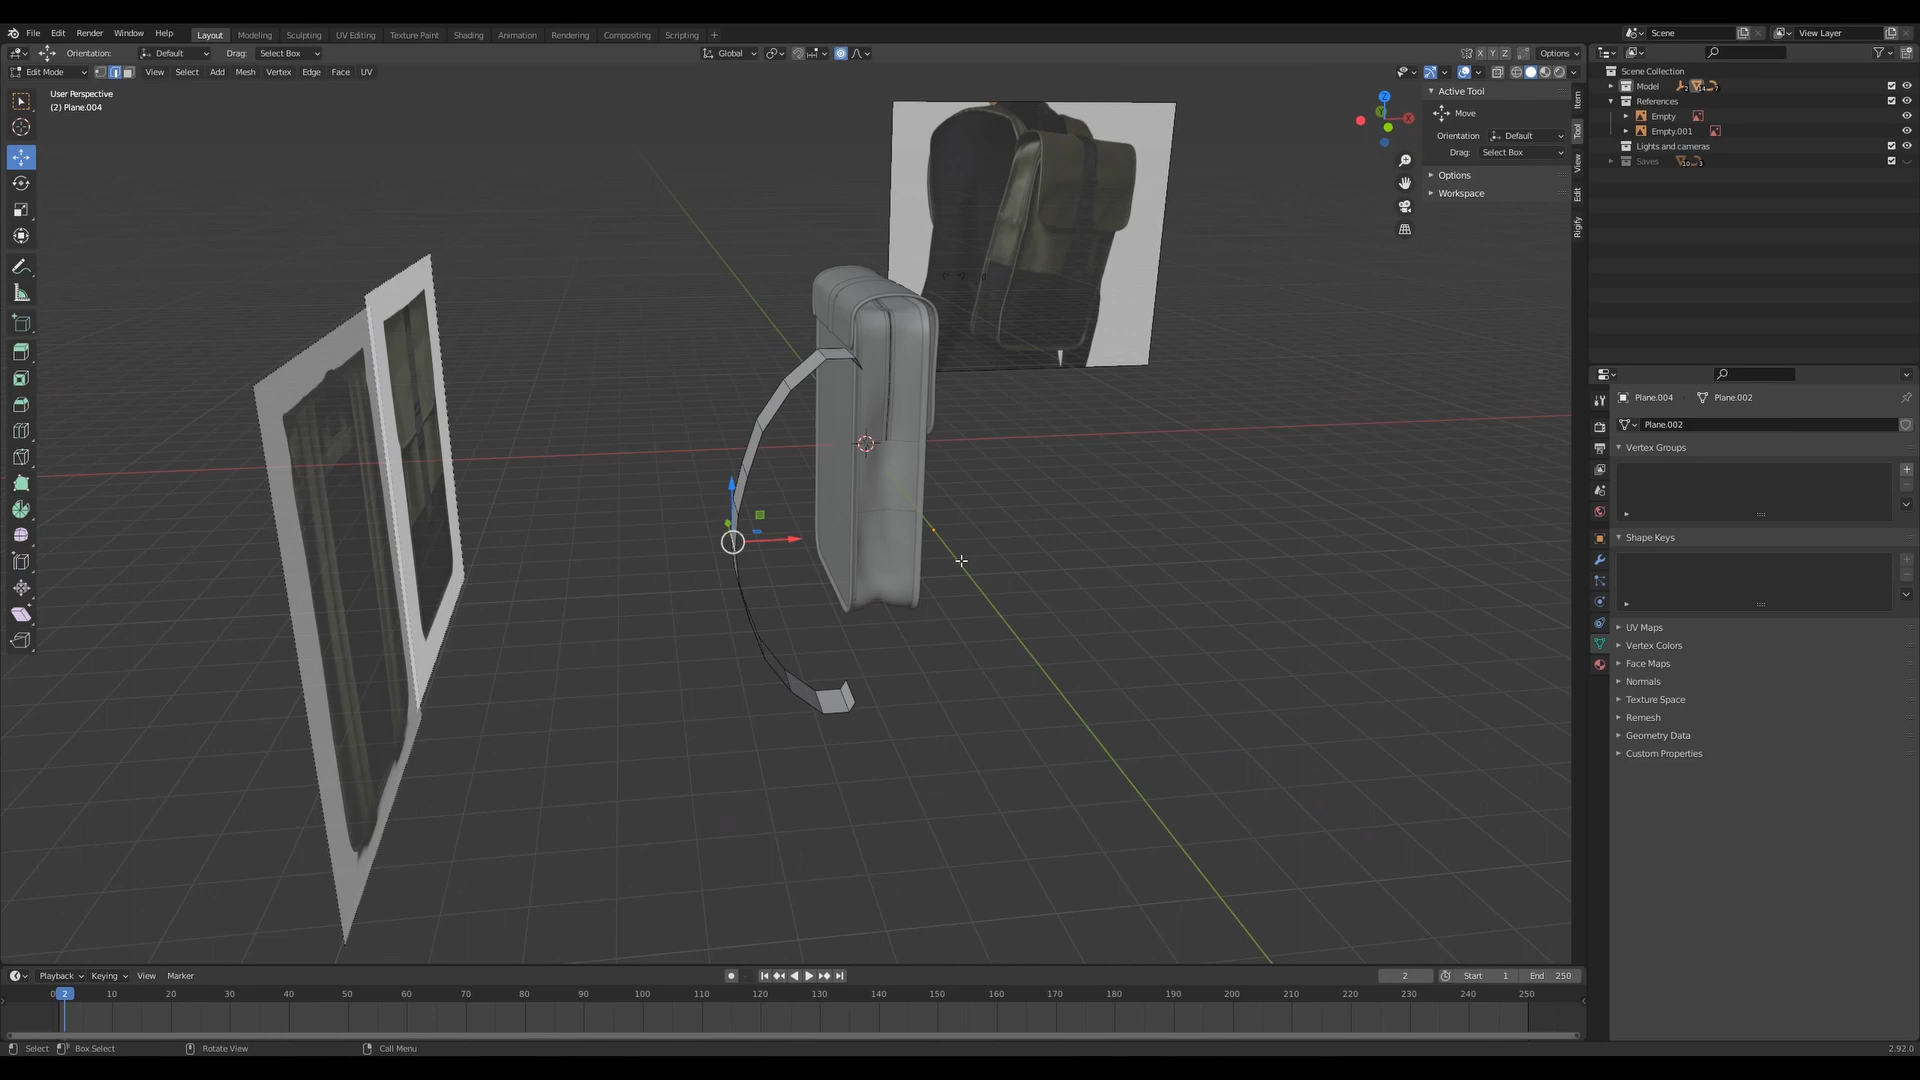 File Edit Render Window Help Layout Modeling Sculpting UV Editing Texture Paint Shading Animation Rendering Compositing Scripting + Scene View Layer
Orientation: Default Drag: Select Box Global X Y Z Options
Edit Mode View Select Add Mesh Vertex Edge Face UV
User Perspective
(2) Plane.004
Z
X
Y
Active Tool
Move
Orientation Default
Drag: Select Box
Options
Workspace
Item
Tool
View
Edit
Rigify
Scene Collection
Model 2 14 7
References
Empty
Empty.001
Lights and cameras
Saves 10 3
Plane.004 Plane.002
Plane.002
Vertex Groups
Shape Keys
UV Maps
Vertex Colors
Face Maps
Normals
Texture Space
Remesh
Geometry Data
Custom Properties
Playback Keying View Marker 2 Start 1 End 250
0 2 10 20 30 40 50 60 70 80 90 100 110 120 130 140 150 160 170 180 190 200 210 220 230 240 250
Select Box Select Rotate View Call Menu 2.92.0